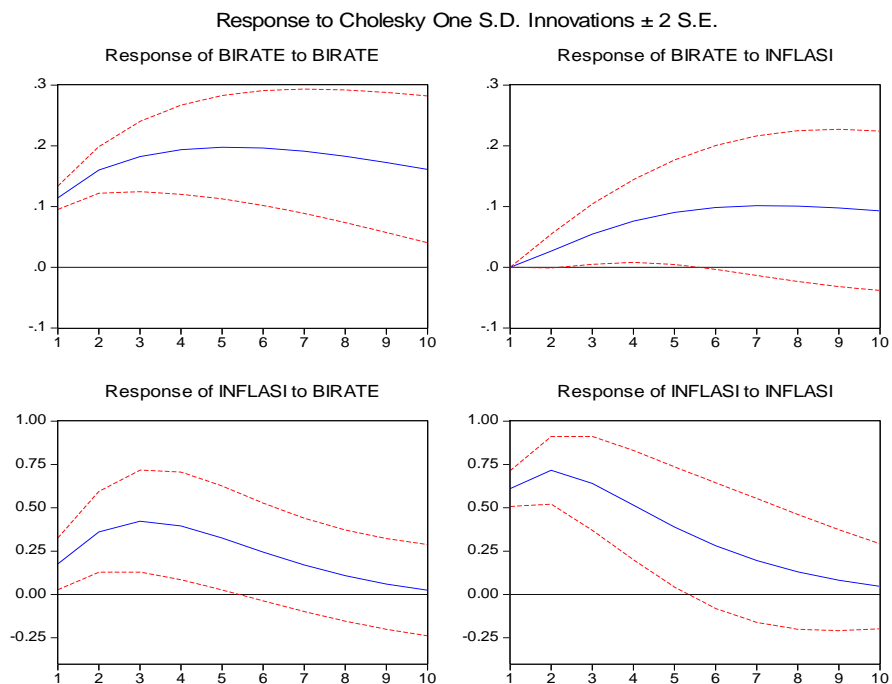 Response to Cholesky One S.D. Innovations ± 2 S.E.
Response of BIRATE to BIRATE
.3
.2
.1
.0
-.1
1 2 3 4 5 6 7 8 9 10
Response of BIRATE to INFLASI
.3
.2
.1
.0
-.1
1 2 3 4 5 6 7 8 9 10
Response of INFLASI to BIRATE
1.00
0.75
0.50
0.25
0.00
-0.25
1 2 3 4 5 6 7 8 9 10
Response of INFLASI to INFLASI
1.00
0.75
0.50
0.25
0.00
-0.25
1 2 3 4 5 6 7 8 9 10